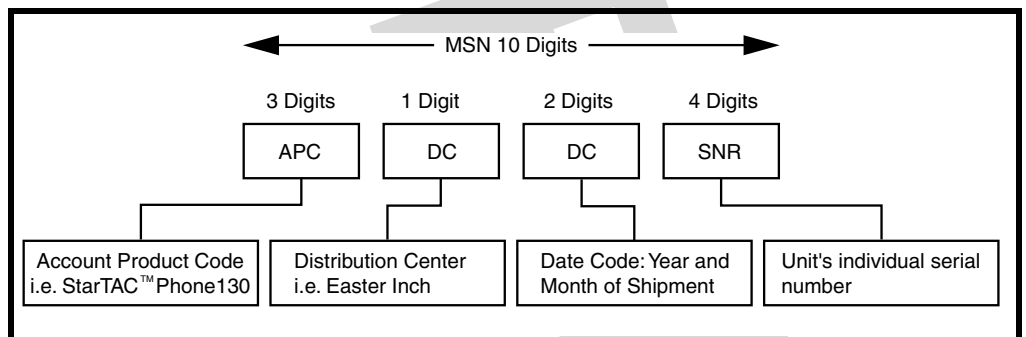 MSN 10 Digits
3 Digits 1 Digit 2 Digits 4 Digits
APC DC DC SNR
Account Product Code
i.e. StarTAC™Phone130
Distribution Center
i.e. Easter Inch
Date Code: Year and
Month of Shipment
Unit's individual serial
number